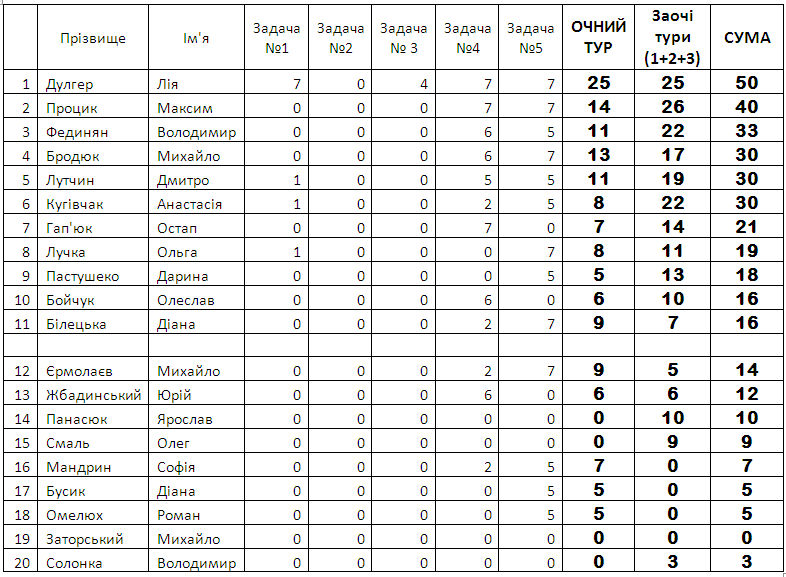 Прізвище Ім'я Задача №1 Задача №2 Задача № 3 Задача №4 Задача №5 ОЧНИЙ ТУР Заочі тури (1+2+3) СУМА
1 Дулгер Лія 7 0 4 7 7 25 25 50
2 Процик Максим 0 0 0 7 7 14 26 40
3 Фединян Володимир 0 0 0 6 5 11 22 33
4 Бродюк Михайло 0 0 0 6 7 13 17 30
5 Лутчин Дмитро 1 0 0 5 5 11 19 30
6 Кугівчак Анастасія 1 0 0 2 5 8 22 30
7 Гап'юк Остап 0 0 0 7 0 7 14 21
8 Лучка Ольга 1 0 0 0 7 8 11 19
9 Пастушеко Дарина 0 0 0 0 5 5 13 18
10 Бойчук Олеслав 0 0 0 6 0 6 10 16
11 Білецька Діана 0 0 0 2 7 9 7 16
12 Єрмолаєв Михайло 0 0 0 2 7 9 5 14
13 Жбадинський Юрій 0 0 0 6 0 6 6 12
14 Панасюк Ярослав 0 0 0 0 0 0 10 10
15 Смаль Олег 0 0 0 0 0 0 9 9
16 Мандрин Софія 0 0 0 2 5 7 0 7
17 Бусик Діана 0 0 0 0 5 5 0 5
18 Омелюх Роман 0 0 0 0 5 5 0 5
19 Заторський Михайло 0 0 0 0 0 0 0 0
20 Солонка Володимир 0 0 0 0 0 0 3 3